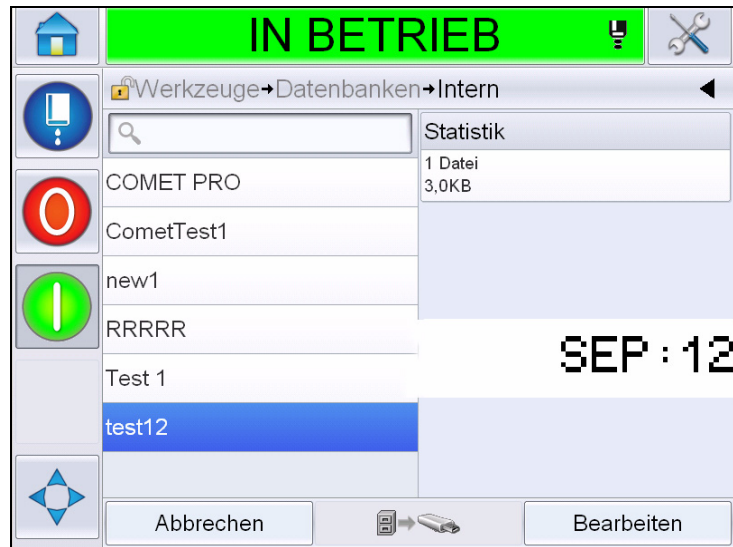 IN BETRIEB
Werkzeuge→Datenbanken→Intern
Statistik
1 Datei
3,0KB
COMET PRO
CometTest1
new1
RRRRR
Test 1
test12
SEP:12
Abbrechen
Bearbeiten